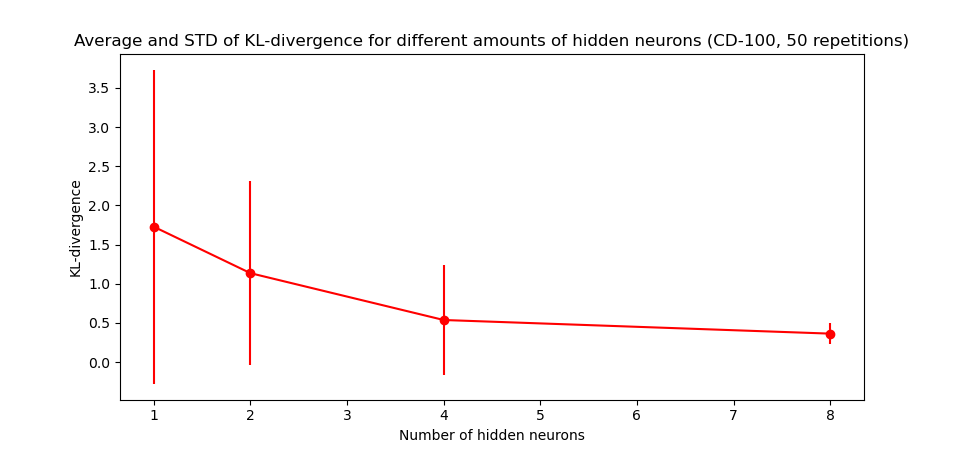 Average and STD of KL-divergence for different amounts of hidden neurons (CD-100, 50 repetitions)
KL-divergence
3.5
3.0
2.5
2.0
1.5
1.0
0.5
0.0
1 2 3 4 5 6 7 8
Number of hidden neurons